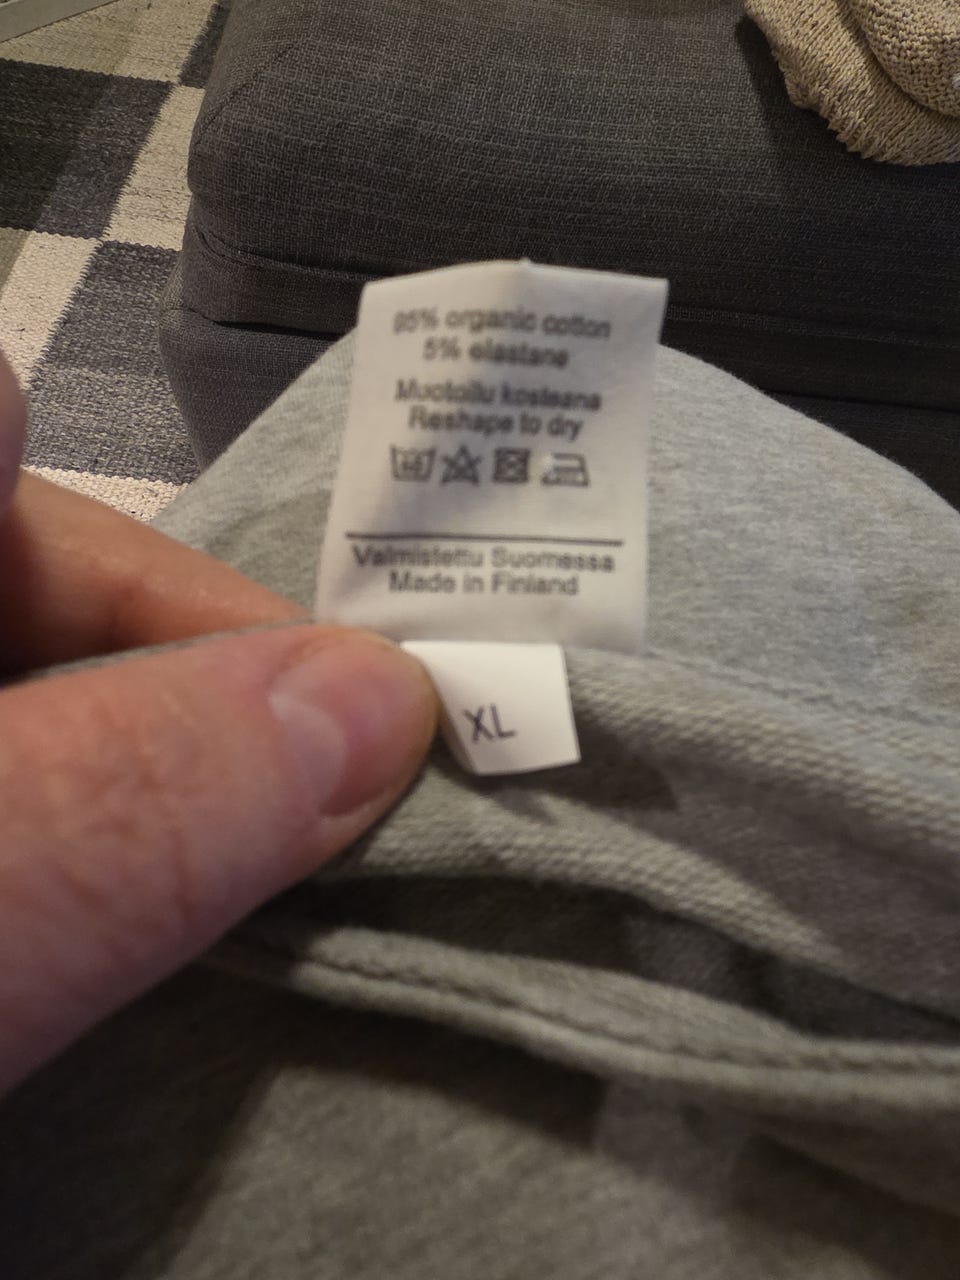 95% organic cotton
5% elastane
Muotoilu kosteana
Reshape to dry
Valmistettu Suomessa
Made in Finland
XL